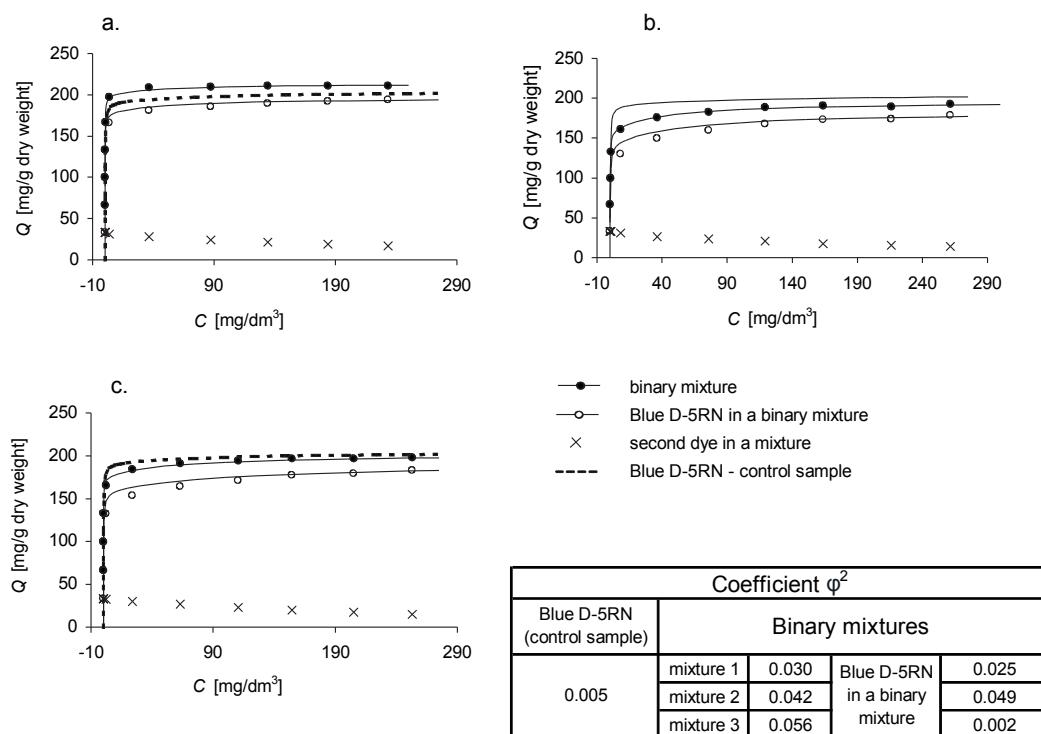 a.
250
200
150
100
50
0
Q [mg/g dry weight]
-10 90 190 290
C [mg/dm³]
b.
250
200
150
100
50
0
Q [mg/g dry weight]
-10 40 90 140 190 240 290
C [mg/dm³]
c.
250
200
150
100
50
0
Q [mg/g dry weight]
-10 90 190 290
C [mg/dm³]
binary mixture
Blue D-5RN in a binary mixture
second dye in a mixture
Blue D-5RN - control sample
Coefficient φ²
Blue D-5RN
(control sample)
Binary mixtures
0.005
mixture 1 0.030
mixture 2 0.042
mixture 3 0.056
Blue D-5RN
in a binary
mixture
0.025
0.049
0.002